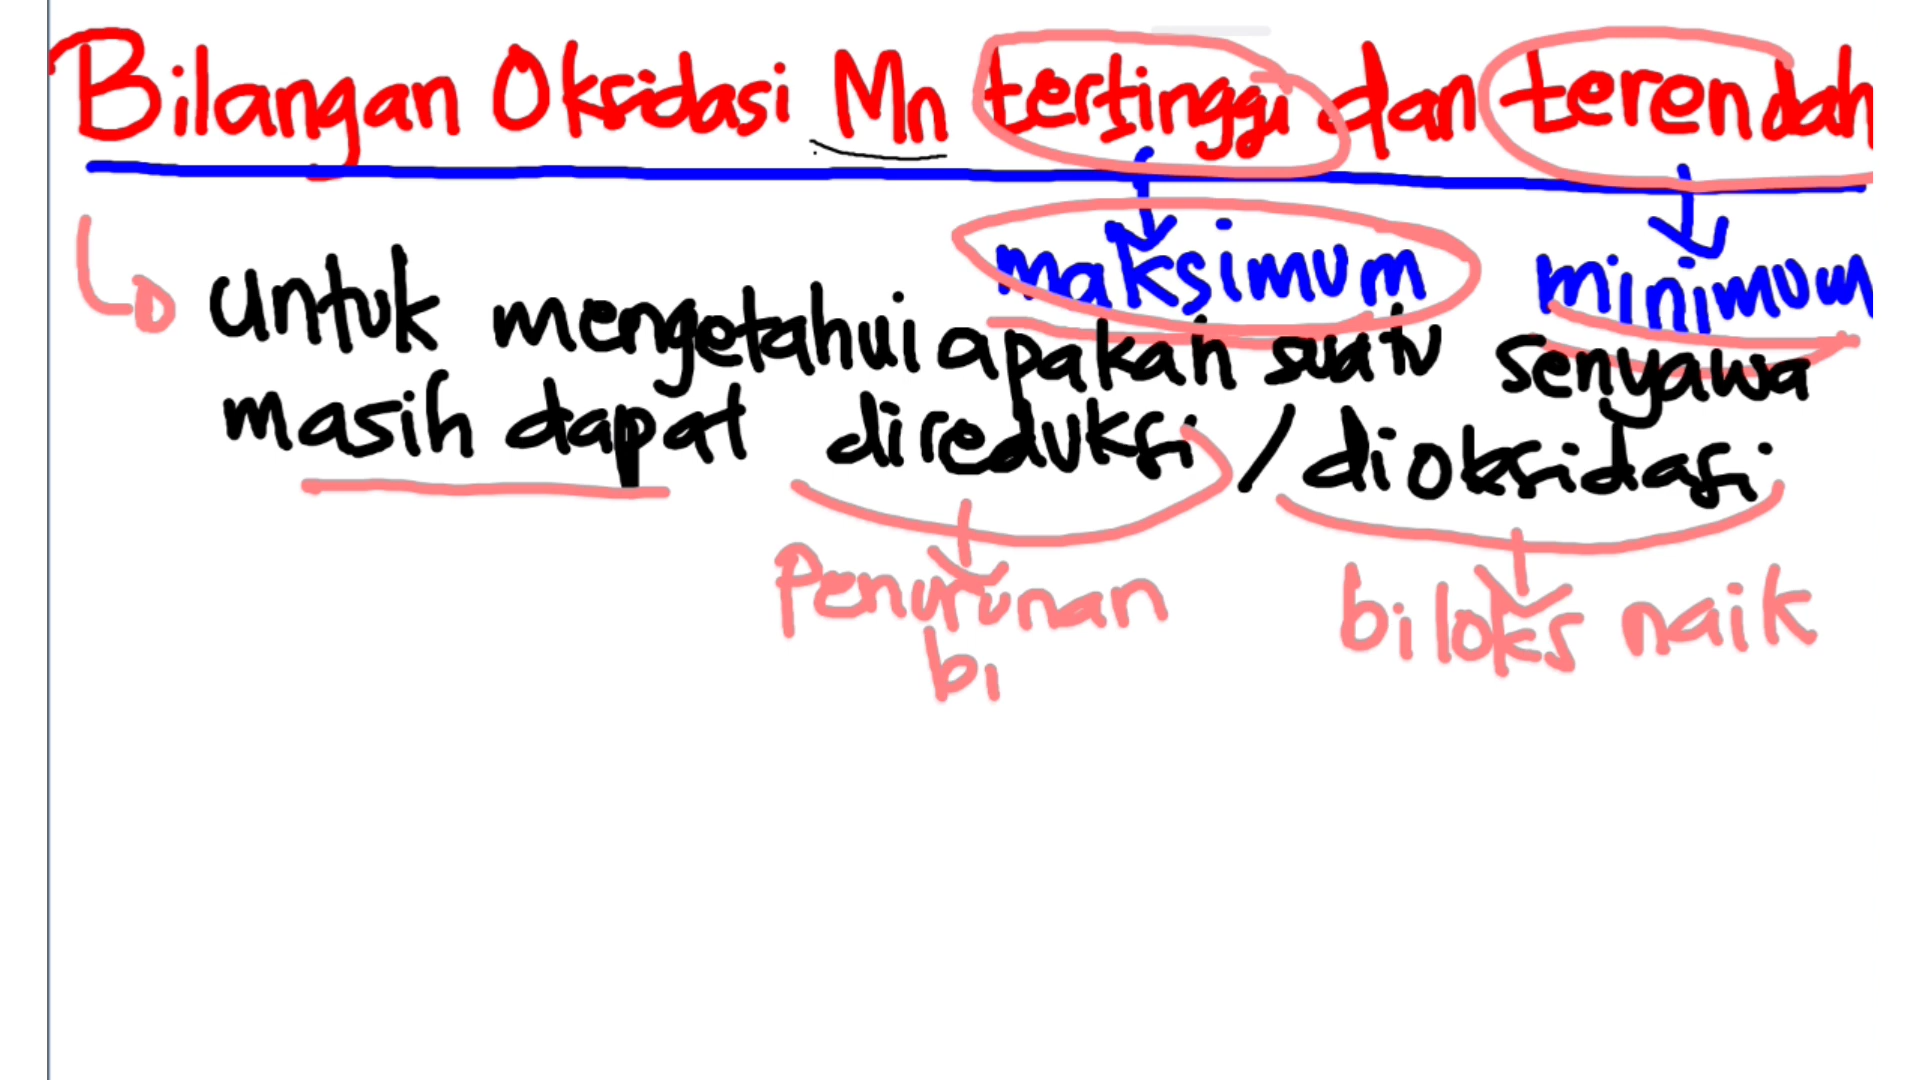 Bilangan Oksidasi Mn tertinggi dan terendah
maksimum minimum
untuk mengetahui apakah suatu senyawa
masih dapat direduksi / dioksidasi
Penurunan biloks naik
bi